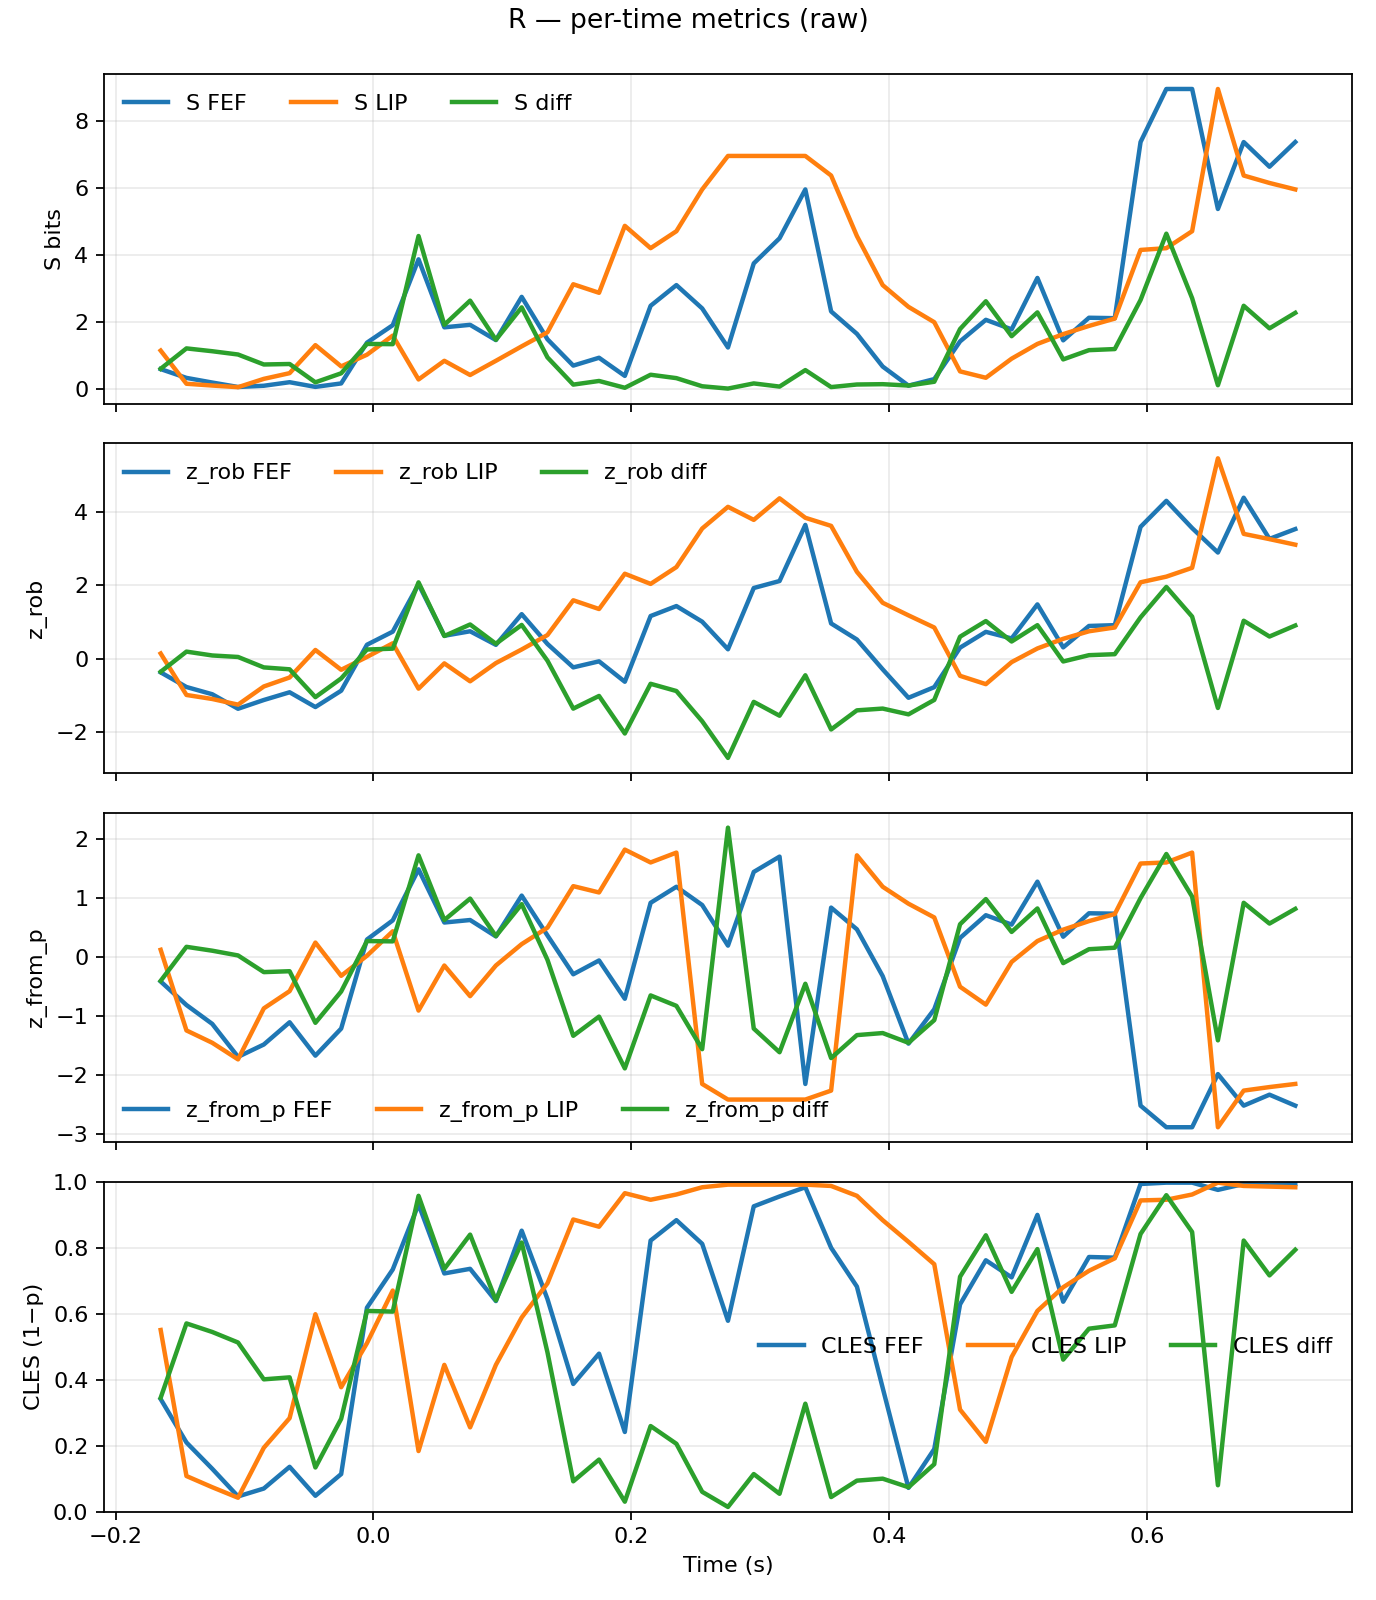 R — per-time metrics (raw)
S FEF S LIP S diff
8
6
4
2
0
S bits
z_rob FEF z_rob LIP z_rob diff
4
2
0
−2
z_rob
2
1
0
−1
−2
−3
z_from_p
z_from_p FEF z_from_p LIP z_from_p diff
1.0
0.8
0.6
0.4
0.2
0.0
CLES (1−p)
CLES FEF CLES LIP CLES diff
−0.2 0.0 0.2 0.4 0.6
Time (s)